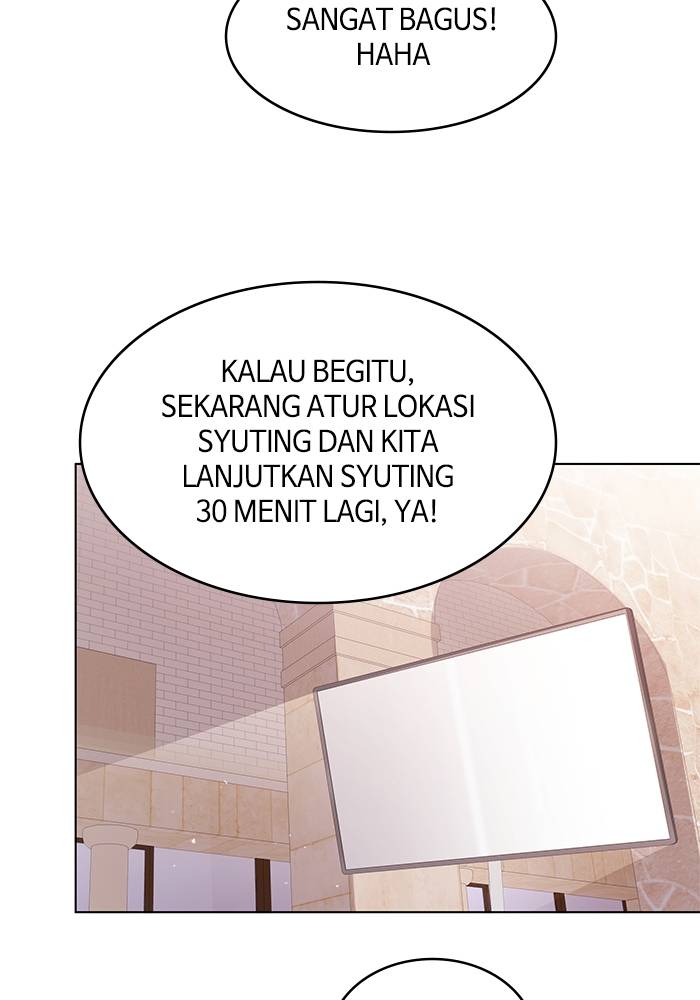 SANGAT BAGUS!
HAHA
KALAU BEGITU,
SEKARANG ATUR LOKASI
SYUTING DAN KITA
LANJUTKAN SYUTING
30 MENIT LAGI, YA!